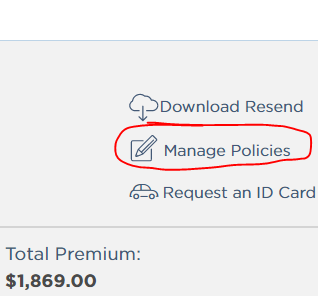 Download Resend
Manage Policies
Request an ID Card
Total Premium:
$1,869.00